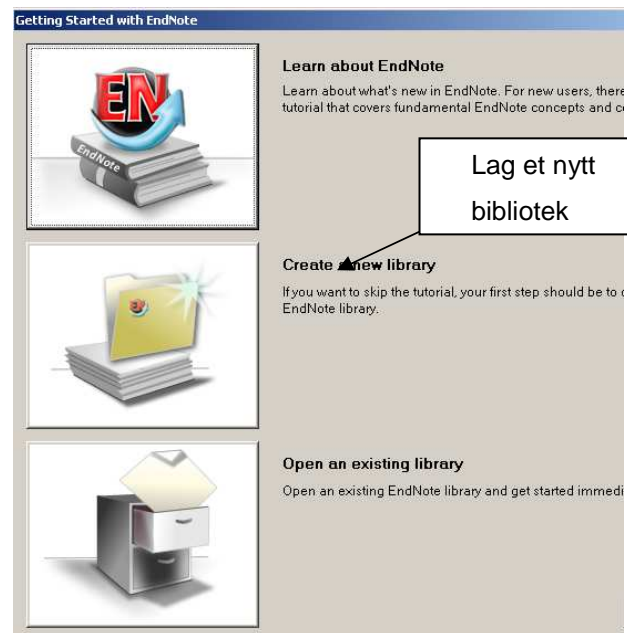 Getting Started with EndNote
EN
EndNote
Learn about EndNote
Learn about what's new in EndNote. For new users, there
tutorial that covers fundamental EndNote concepts and c
Lag et nytt
bibliotek
Create a new library
If you want to skip the tutorial, your first step should be to
EndNote library.
Open an existing library
Open an existing EndNote library and get started immedi